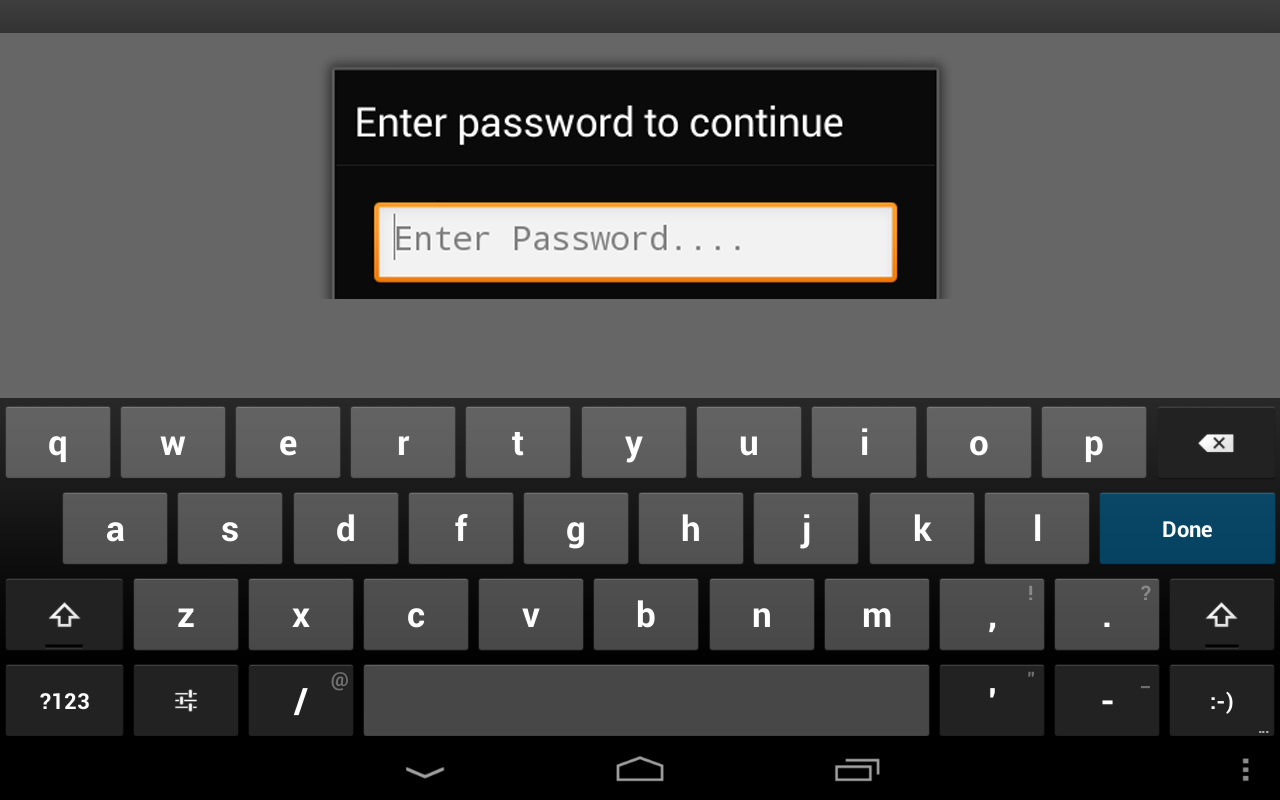 Enter password to continue
Enter Password....
q w e r t y u i o p
a s d f g h j k l Done
z x c v b n m , ! . ?
?123 / @ ' " - _ :-) ...